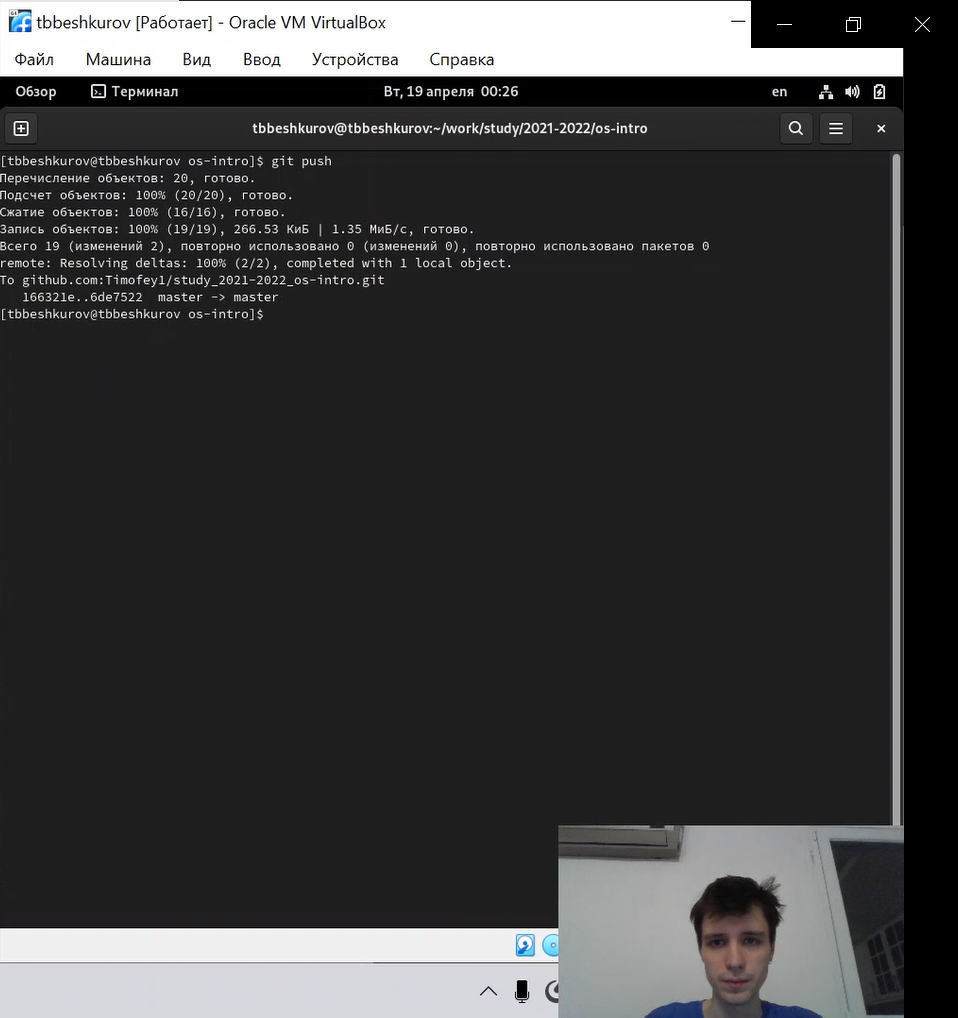 tbbeshkurov [Работает] - Oracle VM VirtualBox
Файл Машина Вид Ввод Устройства Справка
Обзор Терминал Вт, 19 апреля 00:26 en
tbbeshkurov@tbbeshkurov:~/work/study/2021-2022/os-intro
[tbbeshkurov@tbbeshkurov os-intro]$ git push
Перечисление объектов: 20, готово.
Подсчет объектов: 100% (20/20), готово.
Сжатие объектов: 100% (16/16), готово.
Запись объектов: 100% (19/19), 266.53 КиБ | 1.35 МиБ/с, готово.
Всего 19 (изменений 2), повторно использовано 0 (изменений 0), повторно использовано пакетов 0
remote: Resolving deltas: 100% (2/2), completed with 1 local object.
To github.com:Timofey1/study_2021-2022_os-intro.git
166321e..6de7522 master -> master
[tbbeshkurov@tbbeshkurov os-intro]$